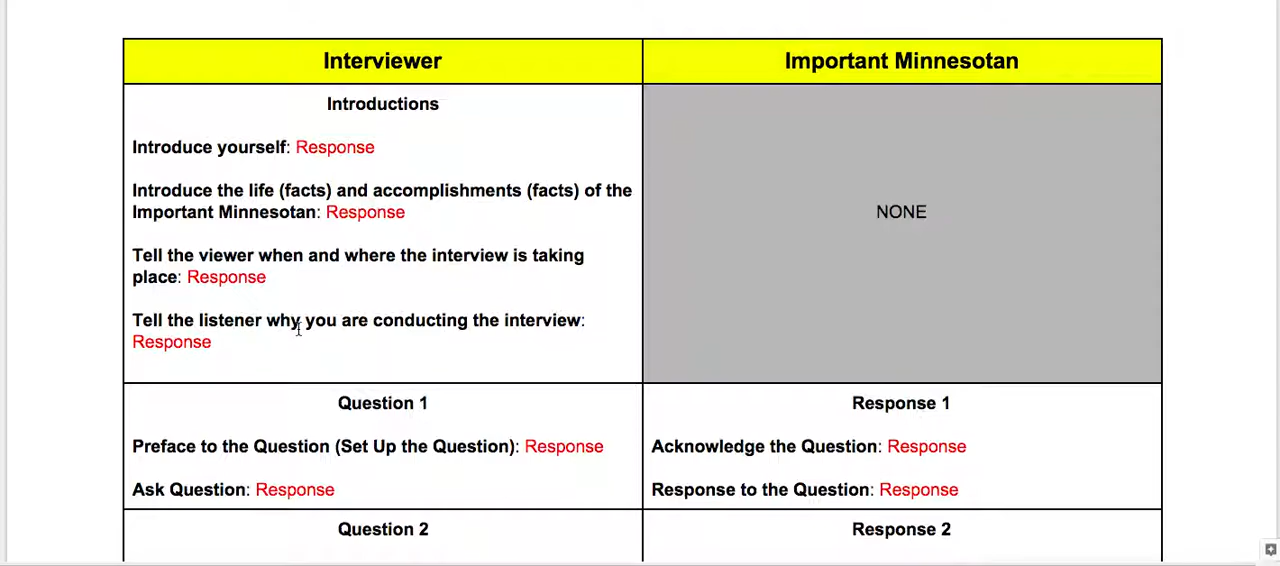 Interviewer
Important Minnesotan
Introductions
Introduce yourself: Response
Introduce the life (facts) and accomplishments (facts) of the
Important Minnesotan: Response
Tell the viewer when and where the interview is taking
place: Response
Tell the listener why you are conducting the interview:
Response
NONE
Question 1
Preface to the Question (Set Up the Question): Response
Ask Question: Response
Response 1
Acknowledge the Question: Response
Response to the Question: Response
Question 2
Response 2